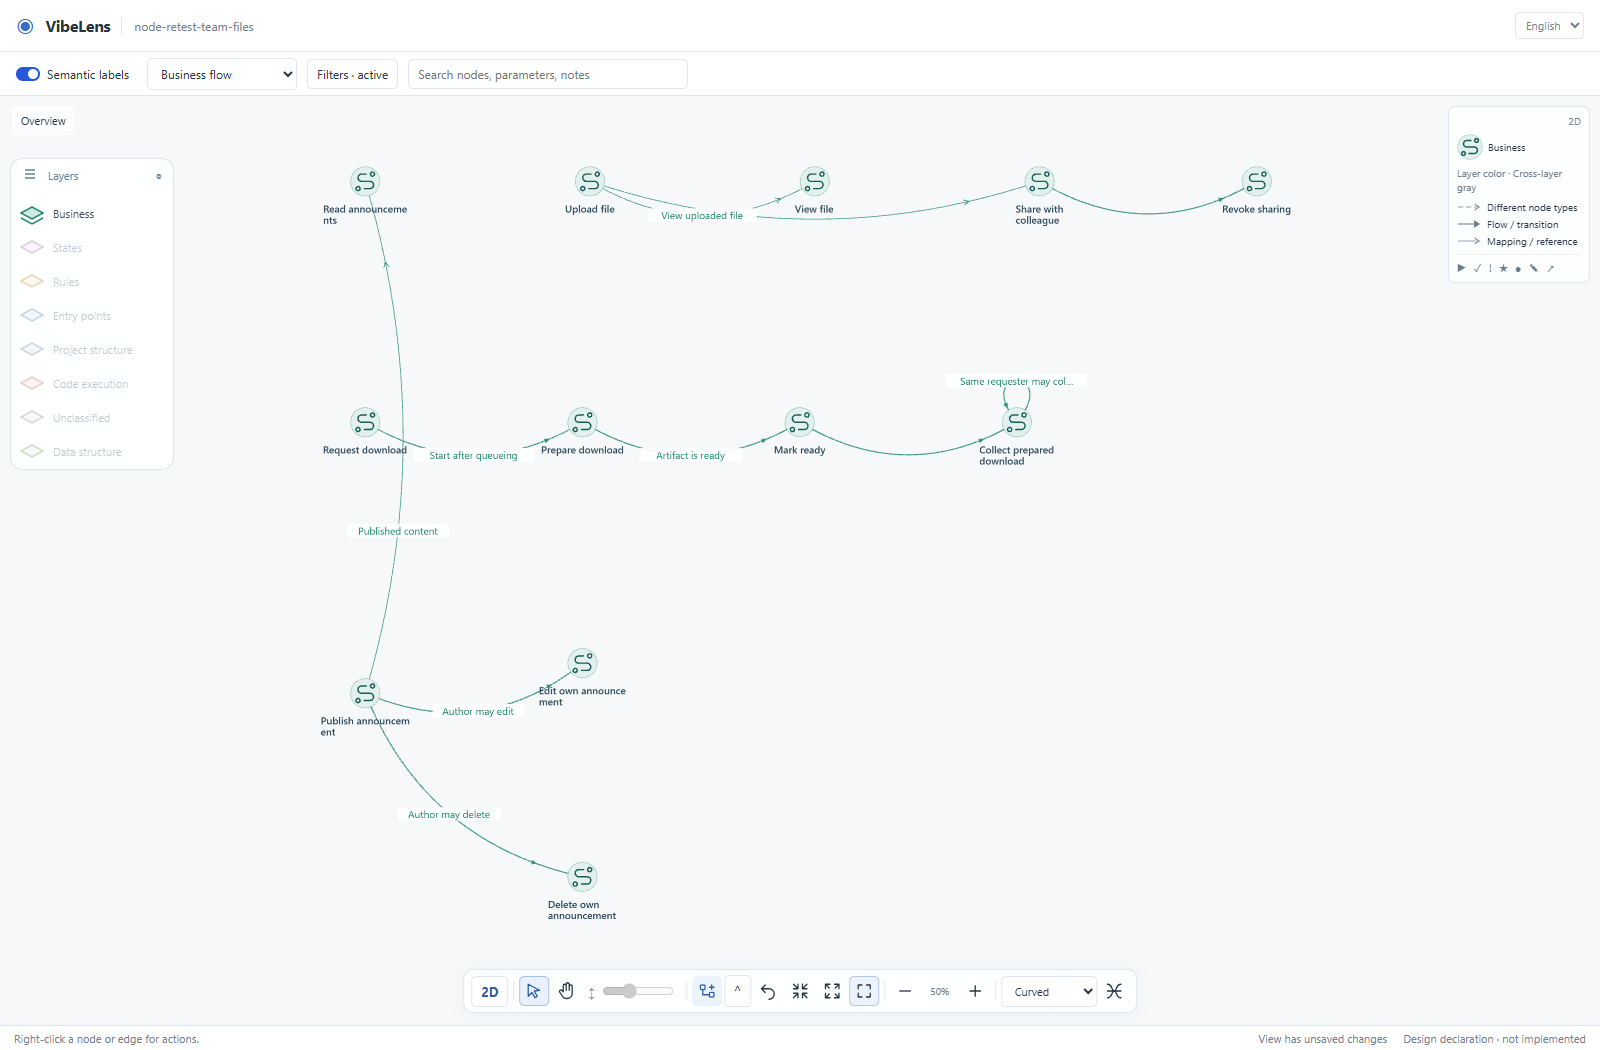 VibeLens
node-retest-team-files
English
Semantic labels
Business flow
Filters · active
Search nodes, parameters, notes
Overview
Layers
Business
States
Rules
Entry points
Project structure
Code execution
Unclassified
Data structure
2D
Business
Layer color · Cross-layer
gray
Different node types
Flow / transition
Mapping / reference
Read announceme
nts
Upload file
View uploaded file
View file
Share with
colleague
Revoke sharing
Same requester may col...
Request download
Start after queueing
Prepare download
Artifact is ready
Mark ready
Collect prepared
download
Published content
Publish announcem
ent
Author may edit
Edit own announce
ment
Author may delete
Delete own
announcement
2D
50%
Curved
Right-click a node or edge for actions.
View has unsaved changes
Design declaration · not implemented